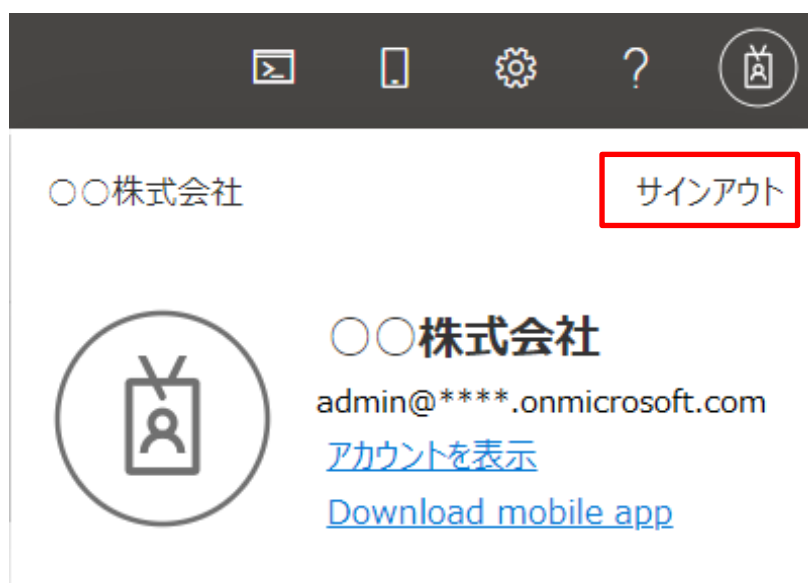 ○○株式会社
サインアウト
○○株式会社
admin@****.onmicrosoft.com
アカウントを表示
Download mobile app